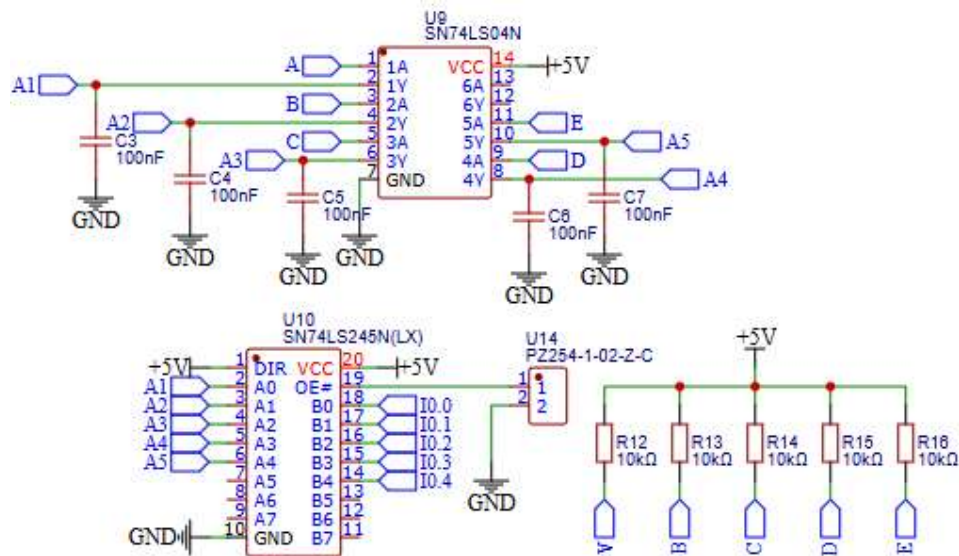 U9
SN74LS04N
A 1 1A VCC 14 +5V
A1 2 1Y 6A 13
B 3 2A 6Y 12
A2 4 2Y 5A 11 E
C 5 3A 5Y 10 A5
A3 6 3Y 4A 9 D
7 GND 4Y 8 A4
C3
100nF
C4
100nF
C5
100nF
C6
100nF
C7
100nF
GND
GND
GND
GND
GND
GND
U10
SN74LS245N(LX)
+5V 1 DIR VCC 20 +5V
A1 2 A0 OE# 19
A2 3 A1 B0 18 I0.0
A3 4 A2 B1 17 I0.1
A4 5 A3 B2 16 I0.2
A5 6 A4 B3 15 I0.3
7 A5 B4 14 I0.4
8 A6 B5 13
9 A7 B6 12
GND 10 GND B7 11
U14
PZ254-1-02-Z-C
1 1
2 2
GND
+5V
R12
10kΩ
R13
10kΩ
R14
10kΩ
R15
10kΩ
R16
10kΩ
A B C D E